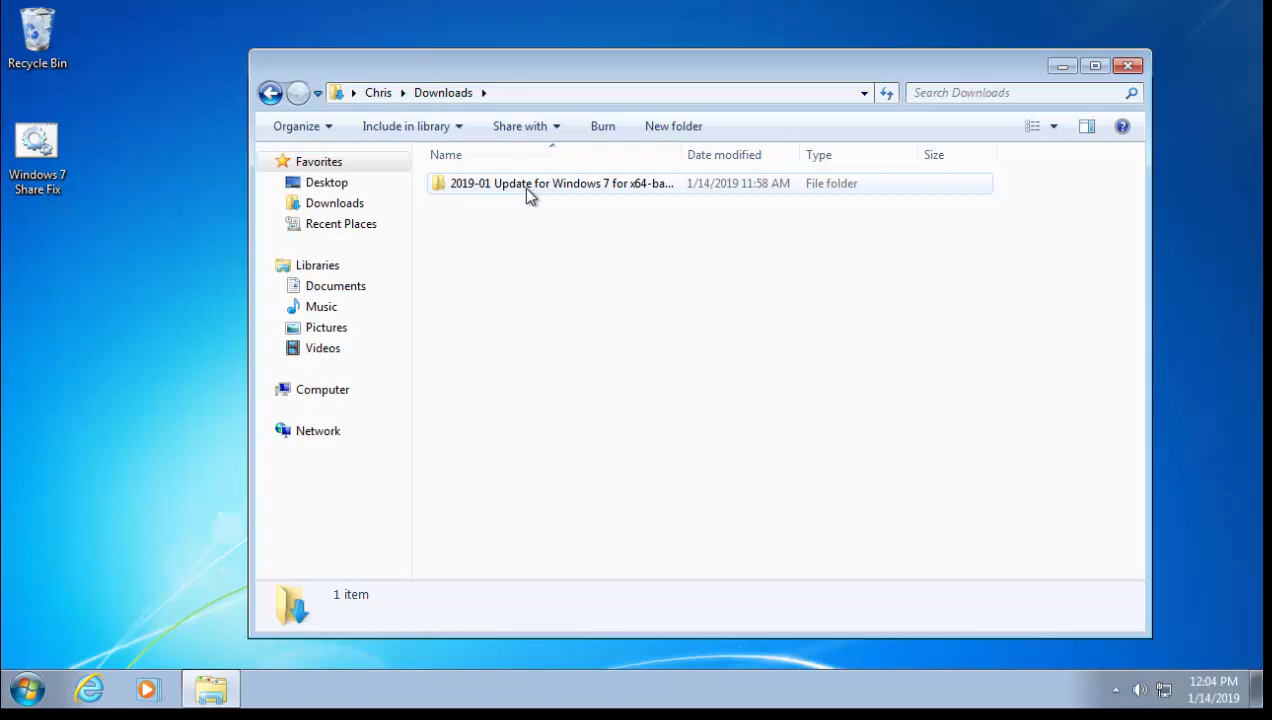 Recycle Bin
Windows 7
Share Fix
Chris Downloads
Search Downloads
Organize Include in library Share with Burn New folder
Name Date modified Type Size
2019-01 Update for Windows 7 for x64-ba... 1/14/2019 11:58 AM File folder
Favorites
Desktop
Downloads
Recent Places
Libraries
Documents
Music
Pictures
Videos
Computer
Network
1 item
12:04 PM
1/14/2019